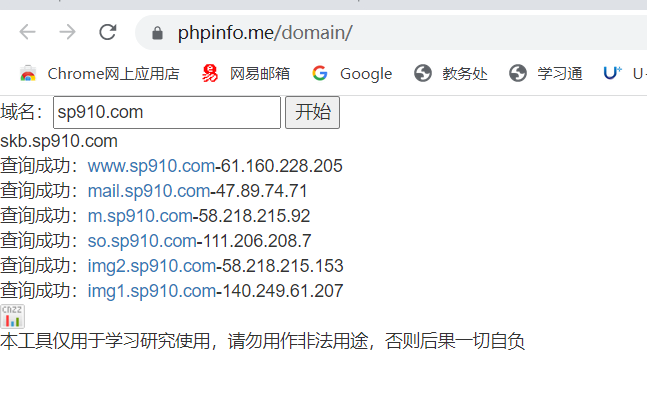 phpinfo.me/domain/
Chrome网上应用店 易 网易邮箱 G Google 教务处 学习通 U
域名： sp910.com 开始
skb.sp910.com
查询成功：www.sp910.com-61.160.228.205
查询成功：mail.sp910.com-47.89.74.71
查询成功：m.sp910.com-58.218.215.92
查询成功：so.sp910.com-111.206.208.7
查询成功：img2.sp910.com-58.218.215.153
查询成功：img1.sp910.com-140.249.61.207
CNZZ
本工具仅用于学习研究使用，请勿用作非法用途，否则后果一切自负